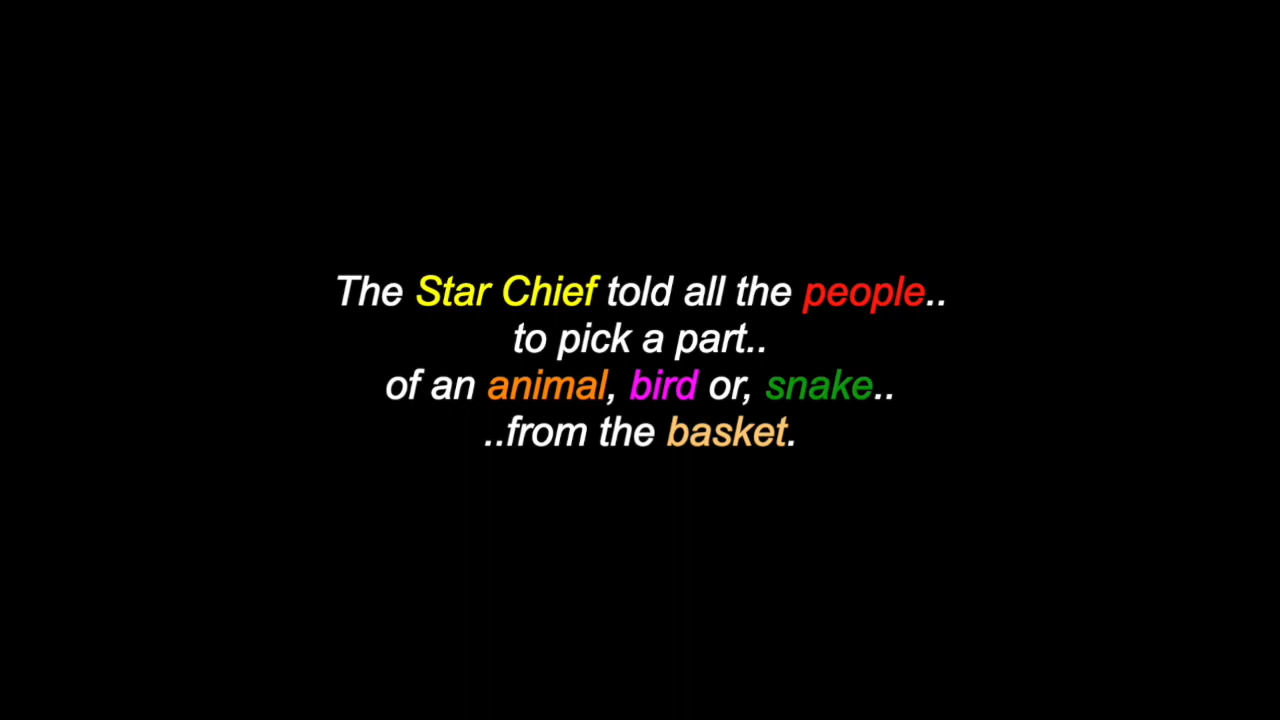 The Star Chief told all the people..
to pick a part..
of an animal, bird or, snake..
..from the basket.